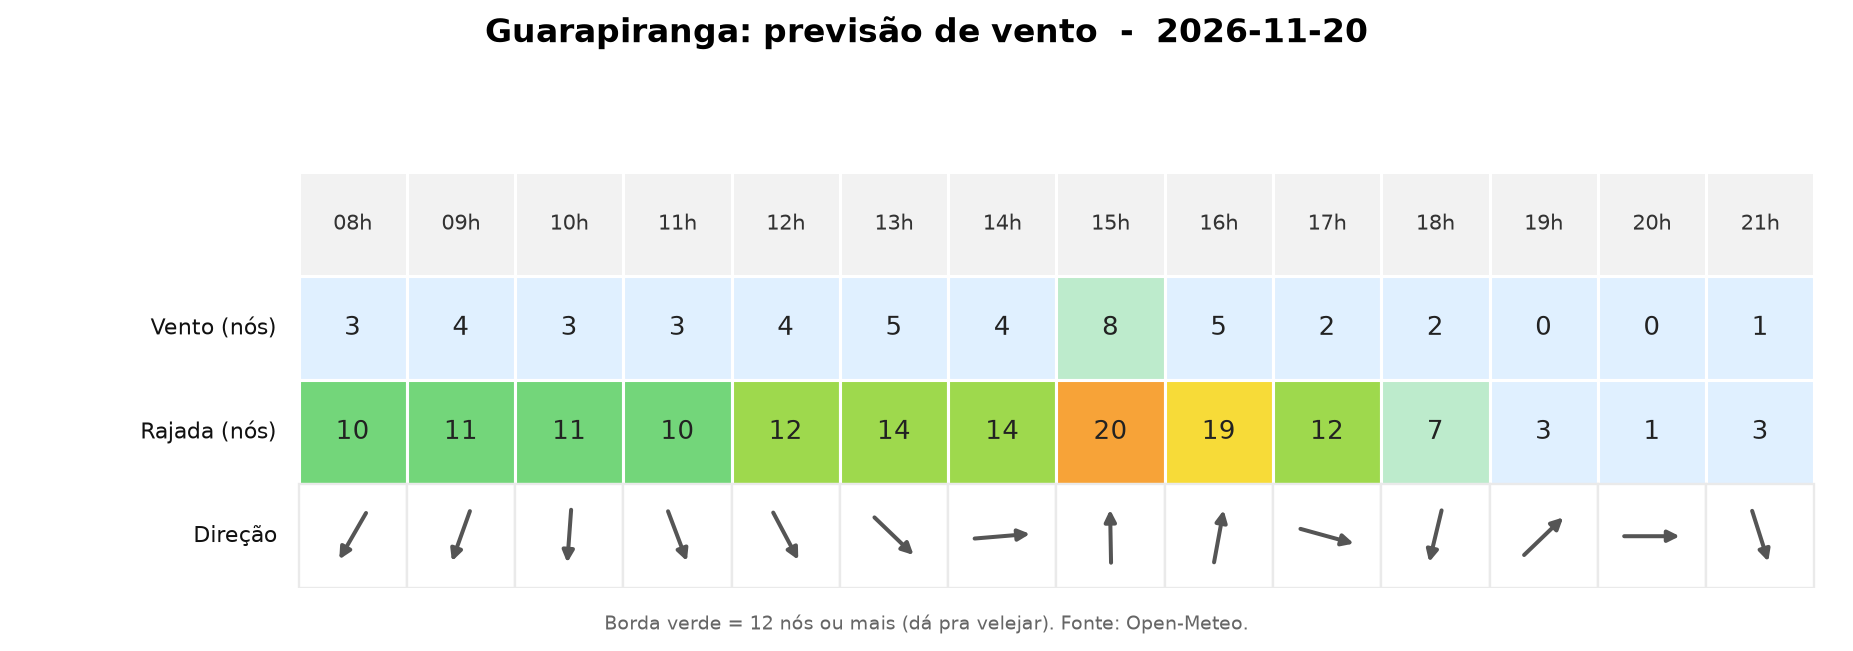 Guarapiranga: previsão de vento - 2026-11-20
08h 09h 10h 11h 12h 13h 14h 15h 16h 17h 18h 19h 20h 21h
Vento (nós) 3 4 3 3 4 5 4 8 5 2 2 0 0 1
Rajada (nós) 10 11 11 10 12 14 14 20 19 12 7 3 1 3
Direção
Borda verde = 12 nós ou mais (dá pra velejar). Fonte: Open-Meteo.